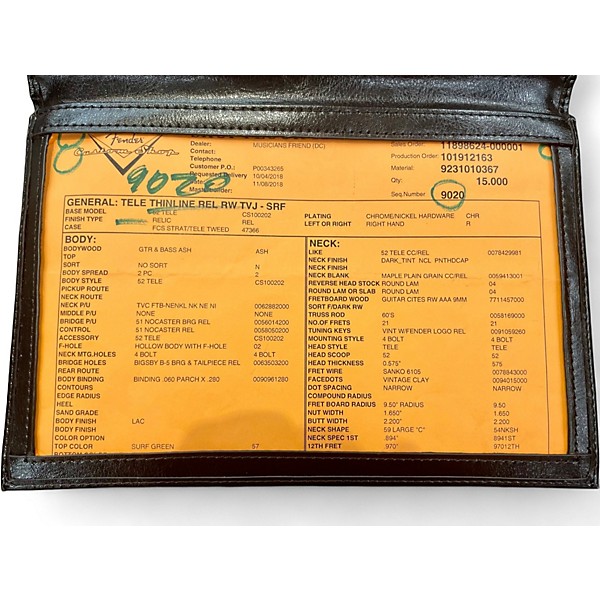 Fender
Custom Shop
9020
Dealer: MUSICIANS FRIEND (DC)
Contact:
Telephone
Customer P.O.: P00343265
Requested Delivery 10/04/2018
Date: 11/08/2018
Sales Order: 11898624-000001
Production Order: 101912163
Material: 9231010367
Qty: 15.000
Seq.Number 9020
GENERAL: TELE THINLINE REL RW TVJ - SRF
BASE MODEL 52 TELE CS100202
FINISH TYPE RELIC
CASE FCS STRAT/TELE TWEED 47366
PLATING CHROME/NICKEL HARDWARE CHR
LEFT OR RIGHT RIGHT HAND R
BODY:
BODYWOOD GTR & BASS ASH ASH
TOP
SORT NO SORT N
BODY SPREAD 2 PC 2
BODY STYLE 52 TELE CS100202
PICKUP ROUTE
NECK ROUTE
NECK P/U TVC FTB-NENKL NK NE NI 0062882000
MIDDLE P/U NONE 0
BRIDGE P/U 51 NOCASTER BRG REL 0056014200
CONTROL 51 NOCASTER REL 0058050200
ACCESSORY 52 TELE CS100202
F-HOLE HOLLOW BODY WITH F-HOLE 02
NECK MTG.HOLES 4 BOLT 4 BOLT
BRIDGE HOLES BIGSBY B-5 BRG & TAILPIECE REL 0063503200
REAR ROUTE
BODY BINDING BINDING .060 PARCH X .280 0090961280
CONTOURS
EDGE RADIUS
HEEL
SAND GRADE
BODY FINISH LAC
BODY FINISH
COLOR OPTION
TOP COLOR SURF GREEN 57
NECK:
LIKE 52 TELE CC/REL 0078429981
NECK FINISH DARK_TINT NCL PNTHDCAP
NECK FINISH
NECK BLANK MAPLE PLAIN GRAIN CC/REL 0059413001
REVERSE HEAD STOCK ROUND LAM 04
ROUND LAM OR SLAB ROUND LAM 04
FRETBOARD WOOD GUITAR CITES RW AAA 9MM 7711457000
SORT F/DARK RW
TRUSS ROD 60'S 0058169000
NO.OF FRETS 21 21
TUNING KEYS VINT W/FENDER LOGO REL 0091059260
MOUNTING STYLE 4 BOLT 4 BOLT
HEAD STYLE TELE TELE
HEAD SCOOP 52 52
HEAD THICKNESS 0.575" 575
FRET WIRE SANKO 6105 0078843000
FACEDOTS VINTAGE CLAY 0094015000
DOT SPACING NARROW NARROW
COMPOUND RADIUS
FRET BOARD RADIUS 9.50" RADIUS 9.50
NUT WIDTH 1.650" 1.650
BUTT WIDTH 2.200" 2.200
NECK SHAPE 59 LARGE "C" 54NKSH
NECK SPEC 1ST .894" 8941ST
12TH FRET .970" 97012TH